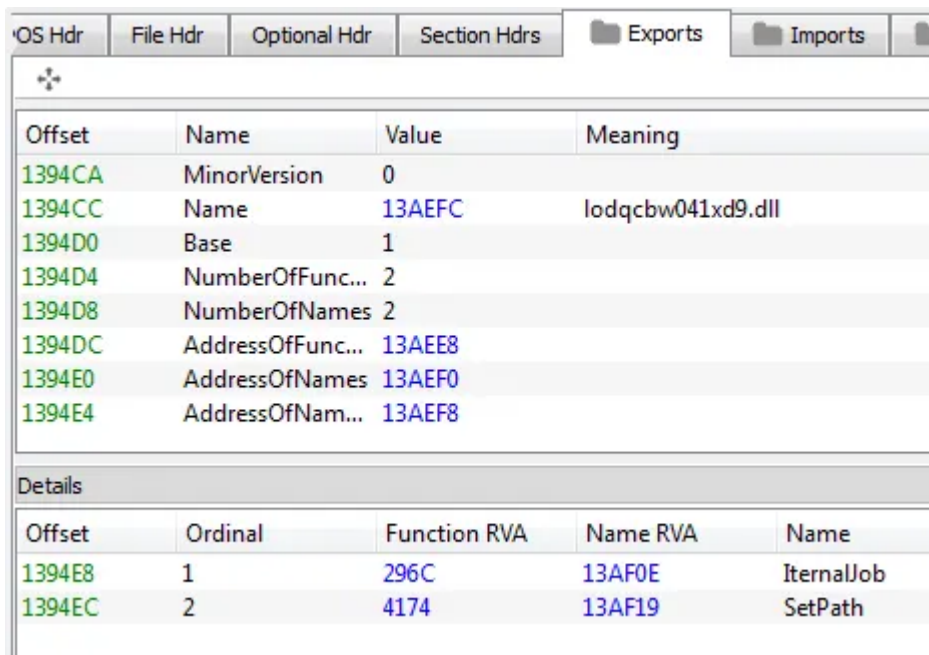 OS Hdr File Hdr Optional Hdr Section Hdrs Exports Imports
Offset Name Value Meaning
1394CA MinorVersion 0
1394CC Name 13AEFC lodqcbw041xd9.dll
1394D0 Base 1
1394D4 NumberOfFunc... 2
1394D8 NumberOfNames 2
1394DC AddressOfFunc... 13AEE8
1394E0 AddressOfNames 13AEF0
1394E4 AddressOfNam... 13AEF8
Details
Offset Ordinal Function RVA Name RVA Name
1394E8 1 296C 13AF0E IternalJob
1394EC 2 4174 13AF19 SetPath